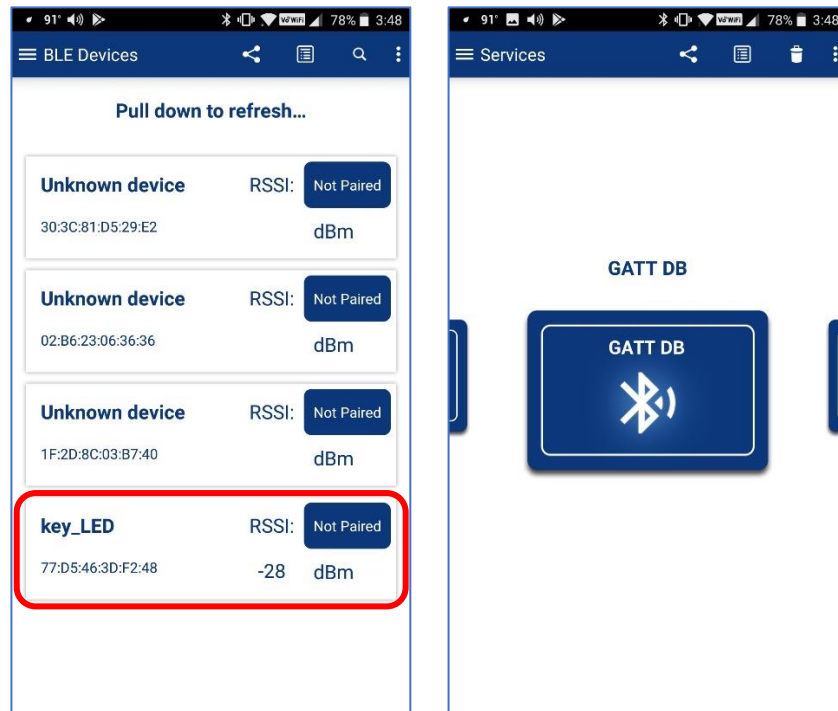 91° 78% 3:48
BLE Devices
Pull down to refresh...
Unknown device RSSI: Not Paired
30:3C:81:D5:29:E2 dBm
Unknown device RSSI: Not Paired
02:B6:23:06:36:36 dBm
Unknown device RSSI: Not Paired
1F:2D:8C:03:B7:40 dBm
key_LED RSSI: Not Paired
77:D5:46:3D:F2:48 -28 dBm
91° 78% 3:48
Services
GATT DB
GATT DB